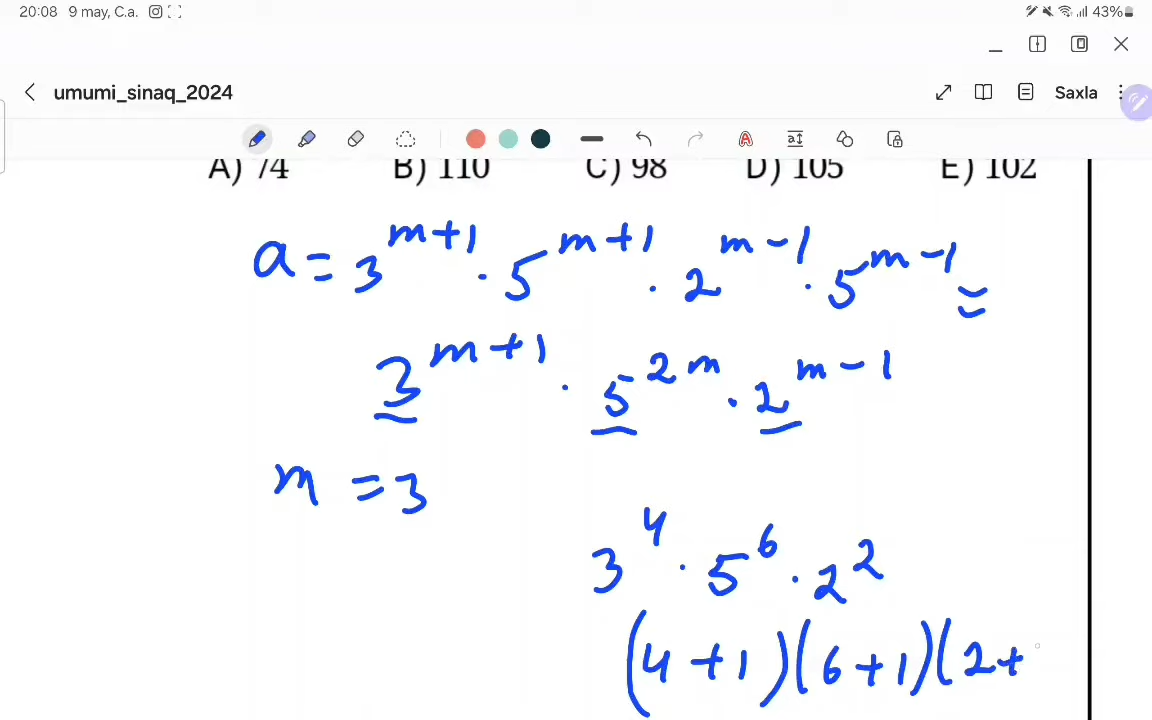 20:08 9 may, C.a. 43%
umumi_sinaq_2024 Saxla
A) 74 B) 110 C) 98 D) 105 E) 102
a = 3^{m+1} · 5^{m+1} · 2^{m-1} · 5^{m-1} =
3^{m+1} · 5^{2m} · 2^{m-1}
m = 3
3^4 · 5^6 · 2^2
(4+1)(6+1)(2+